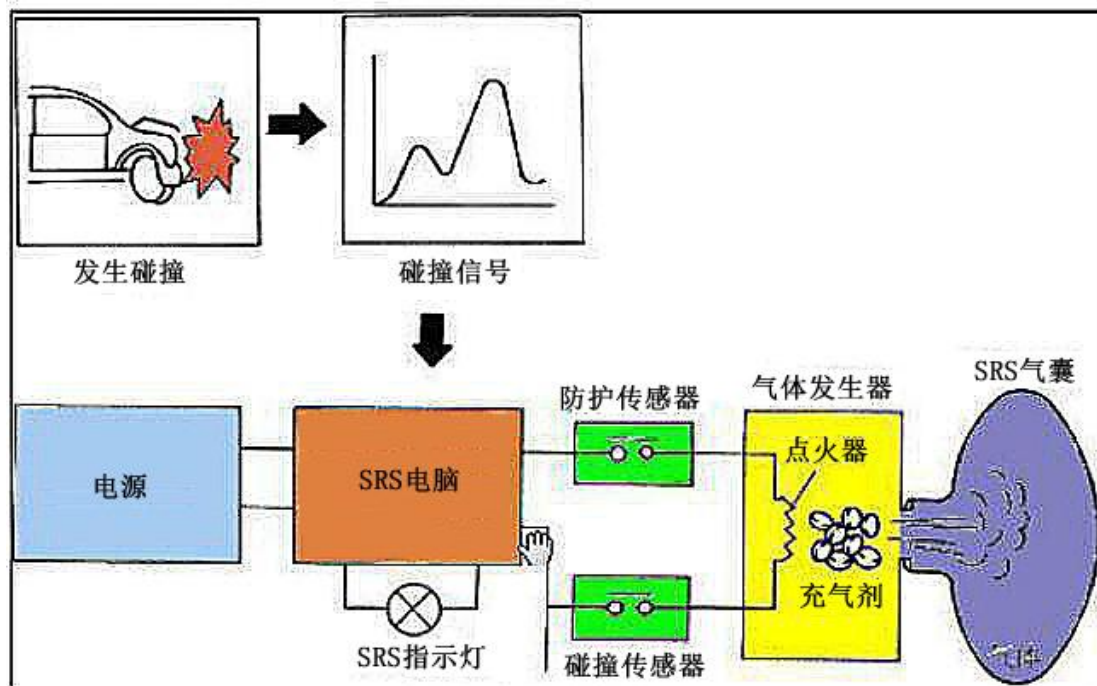 发生碰撞
碰撞信号
SRS气囊
气体发生器
防护传感器
点火器
电源
SRS电脑
充气剂
SRS指示灯
碰撞传感器
气体